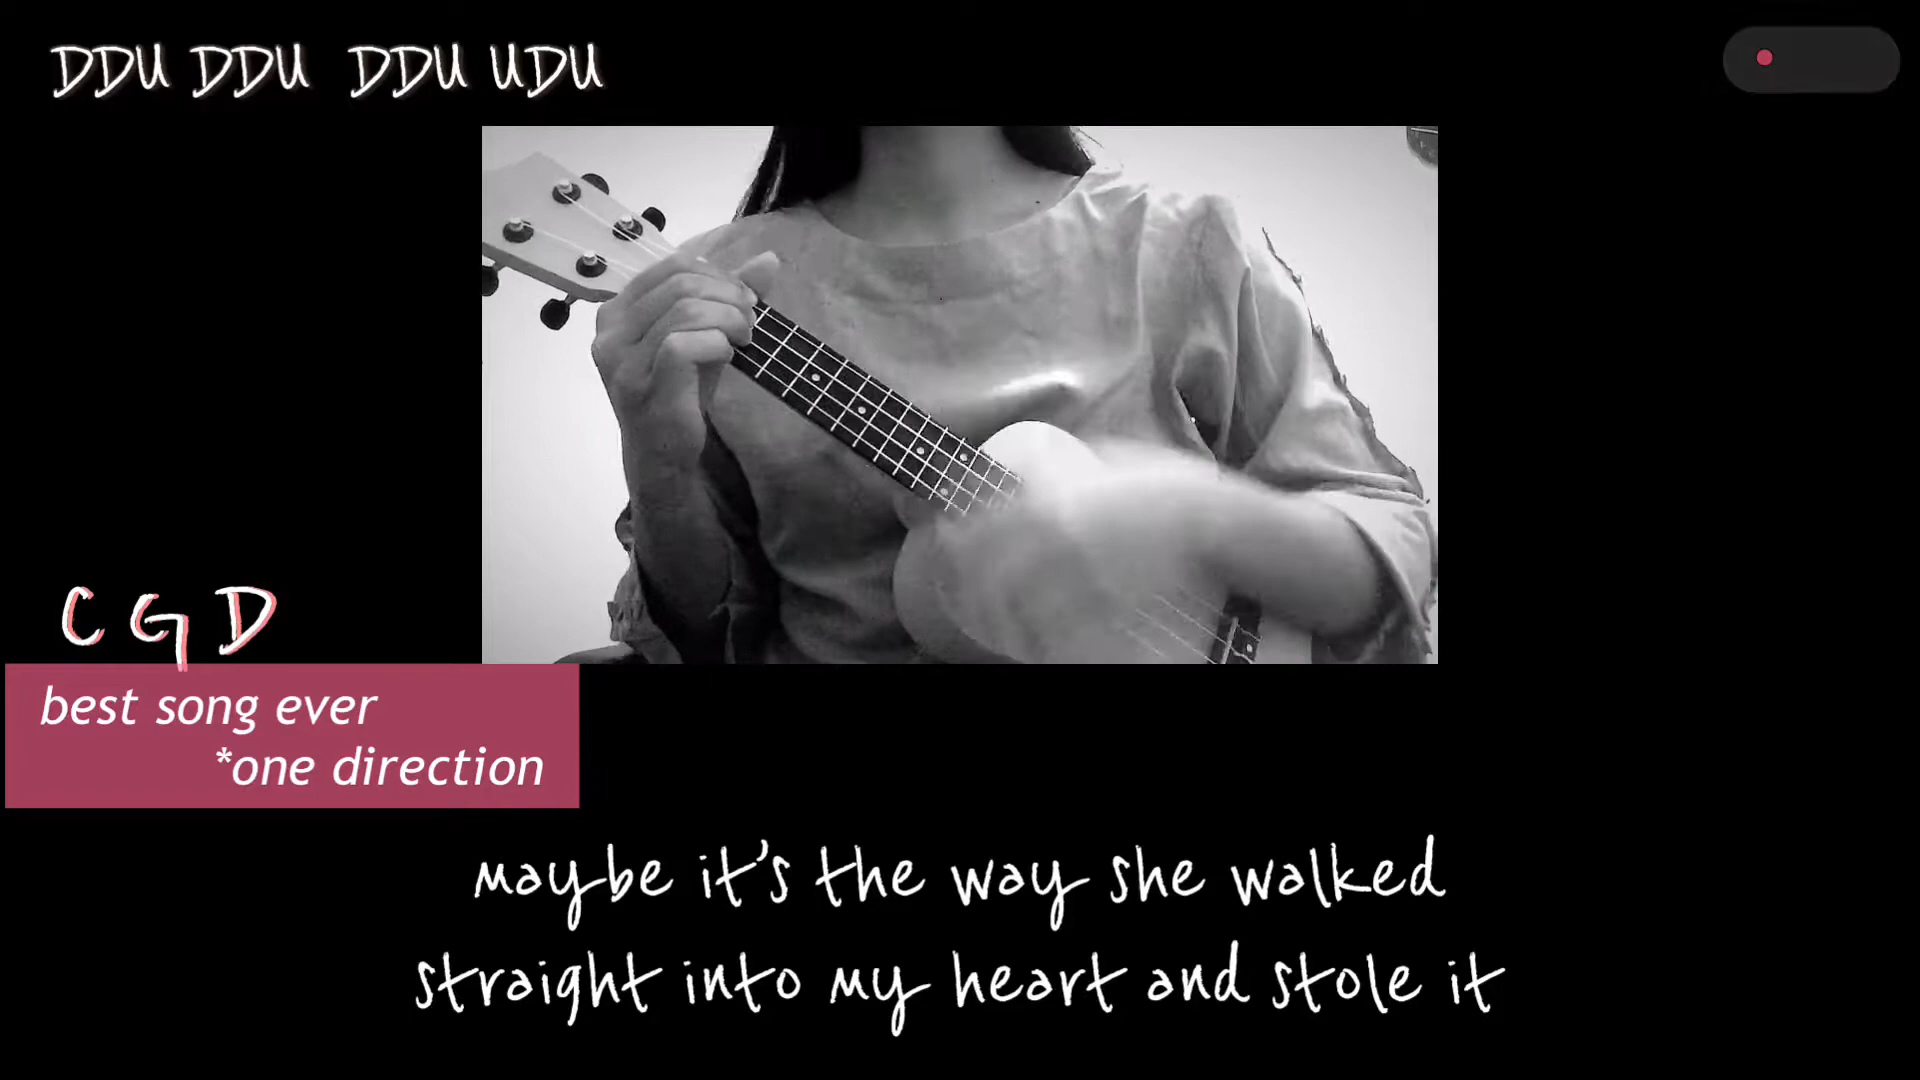 DDU DDU DDU UDU
C G D
best song ever
*one direction
maybe it's the way she walked
straight into my heart and stole it